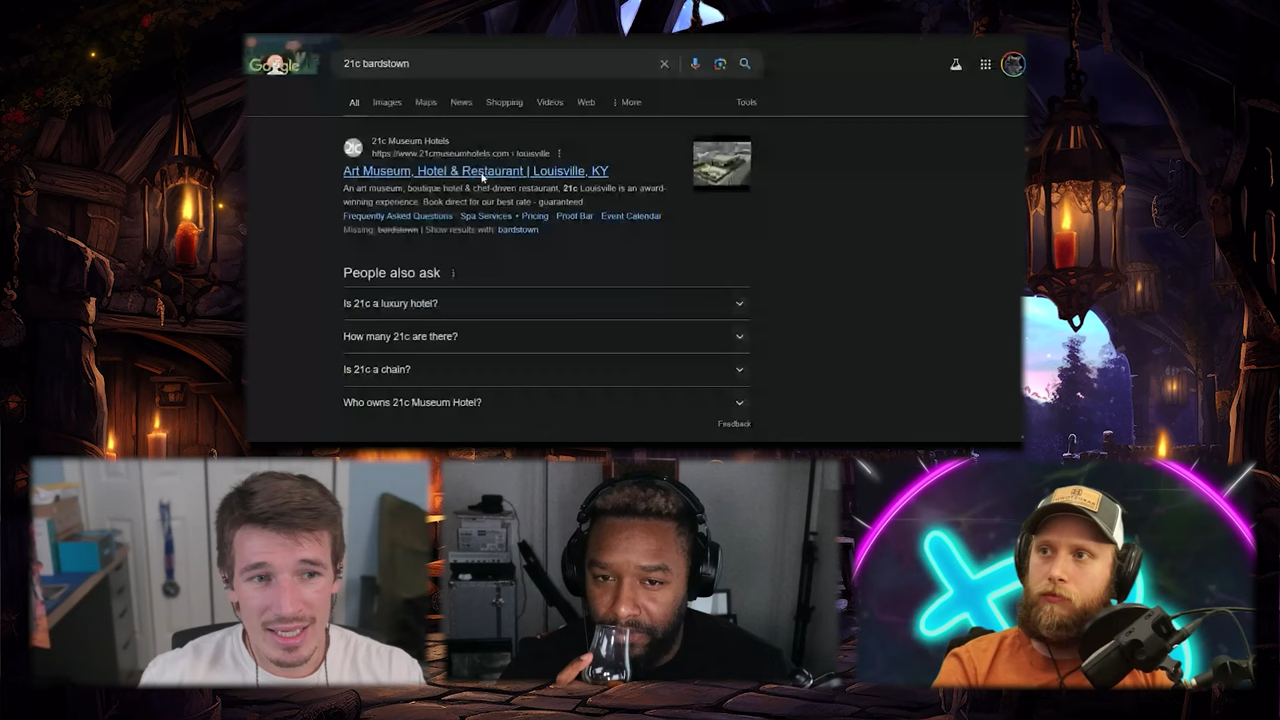 Google
21c bardstown
All Images Maps News Shopping Videos Web More Tools
21c
21c Museum Hotels
https://www.21cmuseumhotels.com › louisville
Art Museum, Hotel & Restaurant | Louisville, KY
An art museum, boutique hotel & chef-driven restaurant, 21c Louisville is an award-
winning experience. Book direct for our best rate - guaranteed
Frequently Asked Questions Spa Services + Pricing Proof Bar Event Calendar
Missing: bardstown | Show results with bardstown
People also ask
Is 21c a luxury hotel?
How many 21c are there?
Is 21c a chain?
Who owns 21c Museum Hotel?
Feedback